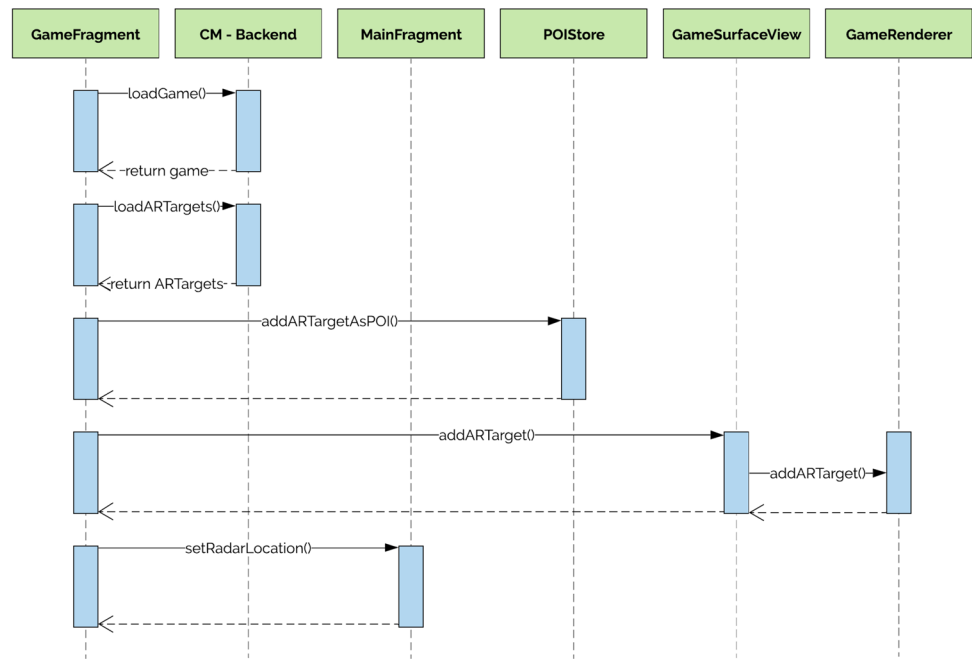 GameFragment
CM - Backend
MainFragment
POIStore
GameSurfaceView
GameRenderer
loadGame()
return game
loadARTargets()
return ARTargets
addARTargetAsPOI()
addARTarget()
addARTarget()
setRadarLocation()